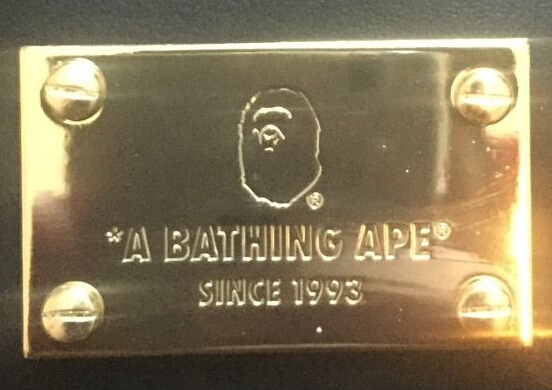 ®
*A BATHING APE®
SINCE 1993